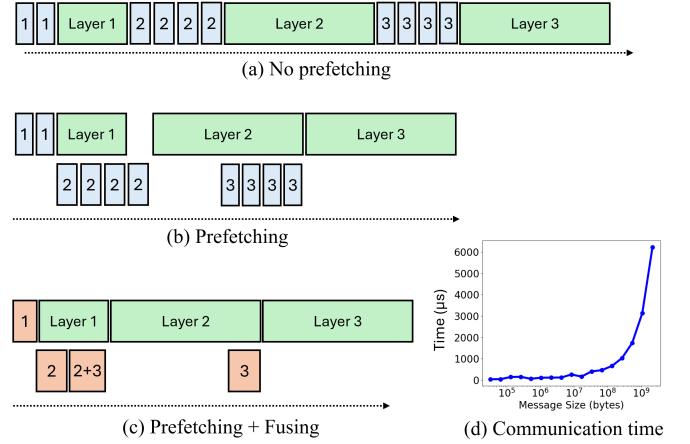 1 1 Layer 1 2 2 2 2 Layer 2 3 3 3 3 Layer 3
(a) No prefetching
1 1 Layer 1 Layer 2 Layer 3
2 2 2 2 3 3 3 3
(b) Prefetching
1 Layer 1 Layer 2 Layer 3
2 2+3 3
(c) Prefetching + Fusing
6000
5000
4000
3000
2000
1000
0
Time (μs)
10⁵ 10⁶ 10⁷ 10⁸ 10⁹
Message Size (bytes)
(d) Communication time